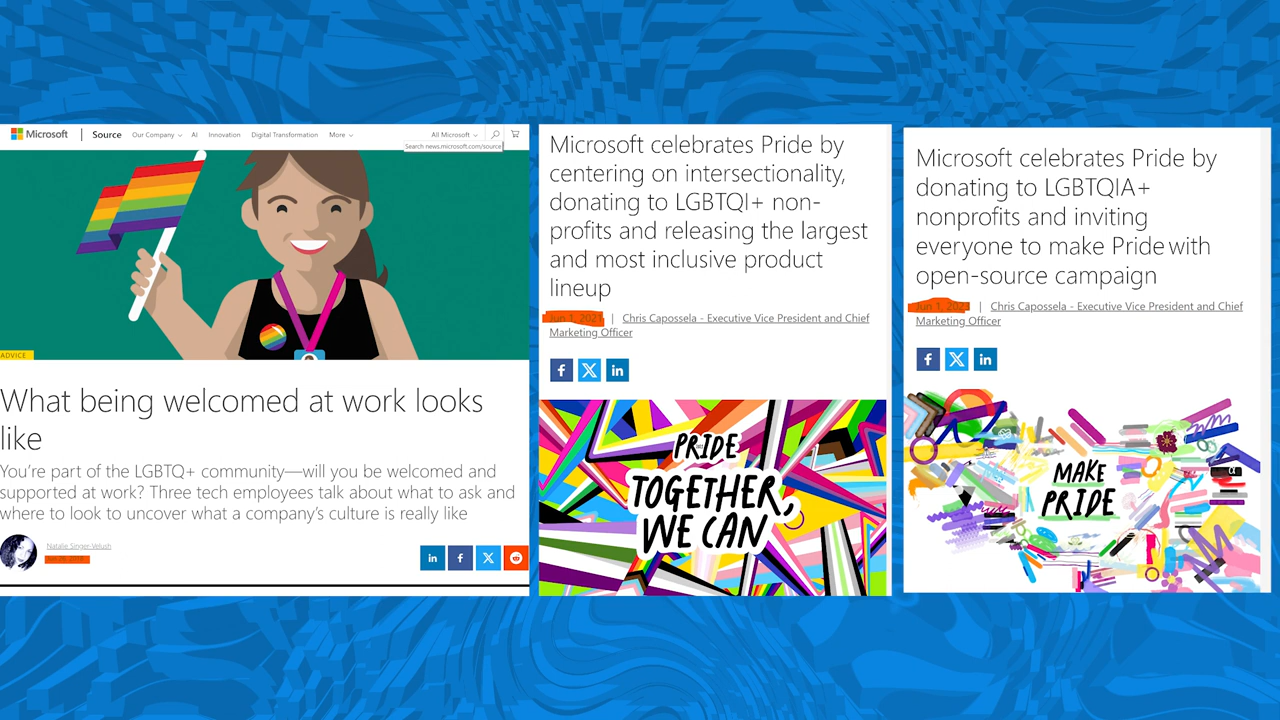 Microsoft | Source Our Company AI Innovation Digital Transformation More All Microsoft
Search news.microsoft.com/source
ADVICE
What being welcomed at work looks
like
You're part of the LGBTQ+ community—will you be welcomed and
supported at work? Three tech employees talk about what to ask and
where to look to uncover what a company's culture is really like
Natalie Singer-Velush
Microsoft celebrates Pride by
centering on intersectionality,
donating to LGBTQI+ non-
profits and releasing the largest
and most inclusive product
lineup
Jun 1, 2021 | Chris Capossela - Executive Vice President and Chief
Marketing Officer
PRIDE
TOGETHER,
WE CAN
Microsoft celebrates Pride by
donating to LGBTQIA+
nonprofits and inviting
everyone to make Pride with
open-source campaign
Jun 1, | Chris Capossela - Executive Vice President and Chief
Marketing Officer
MAKE
PRIDE